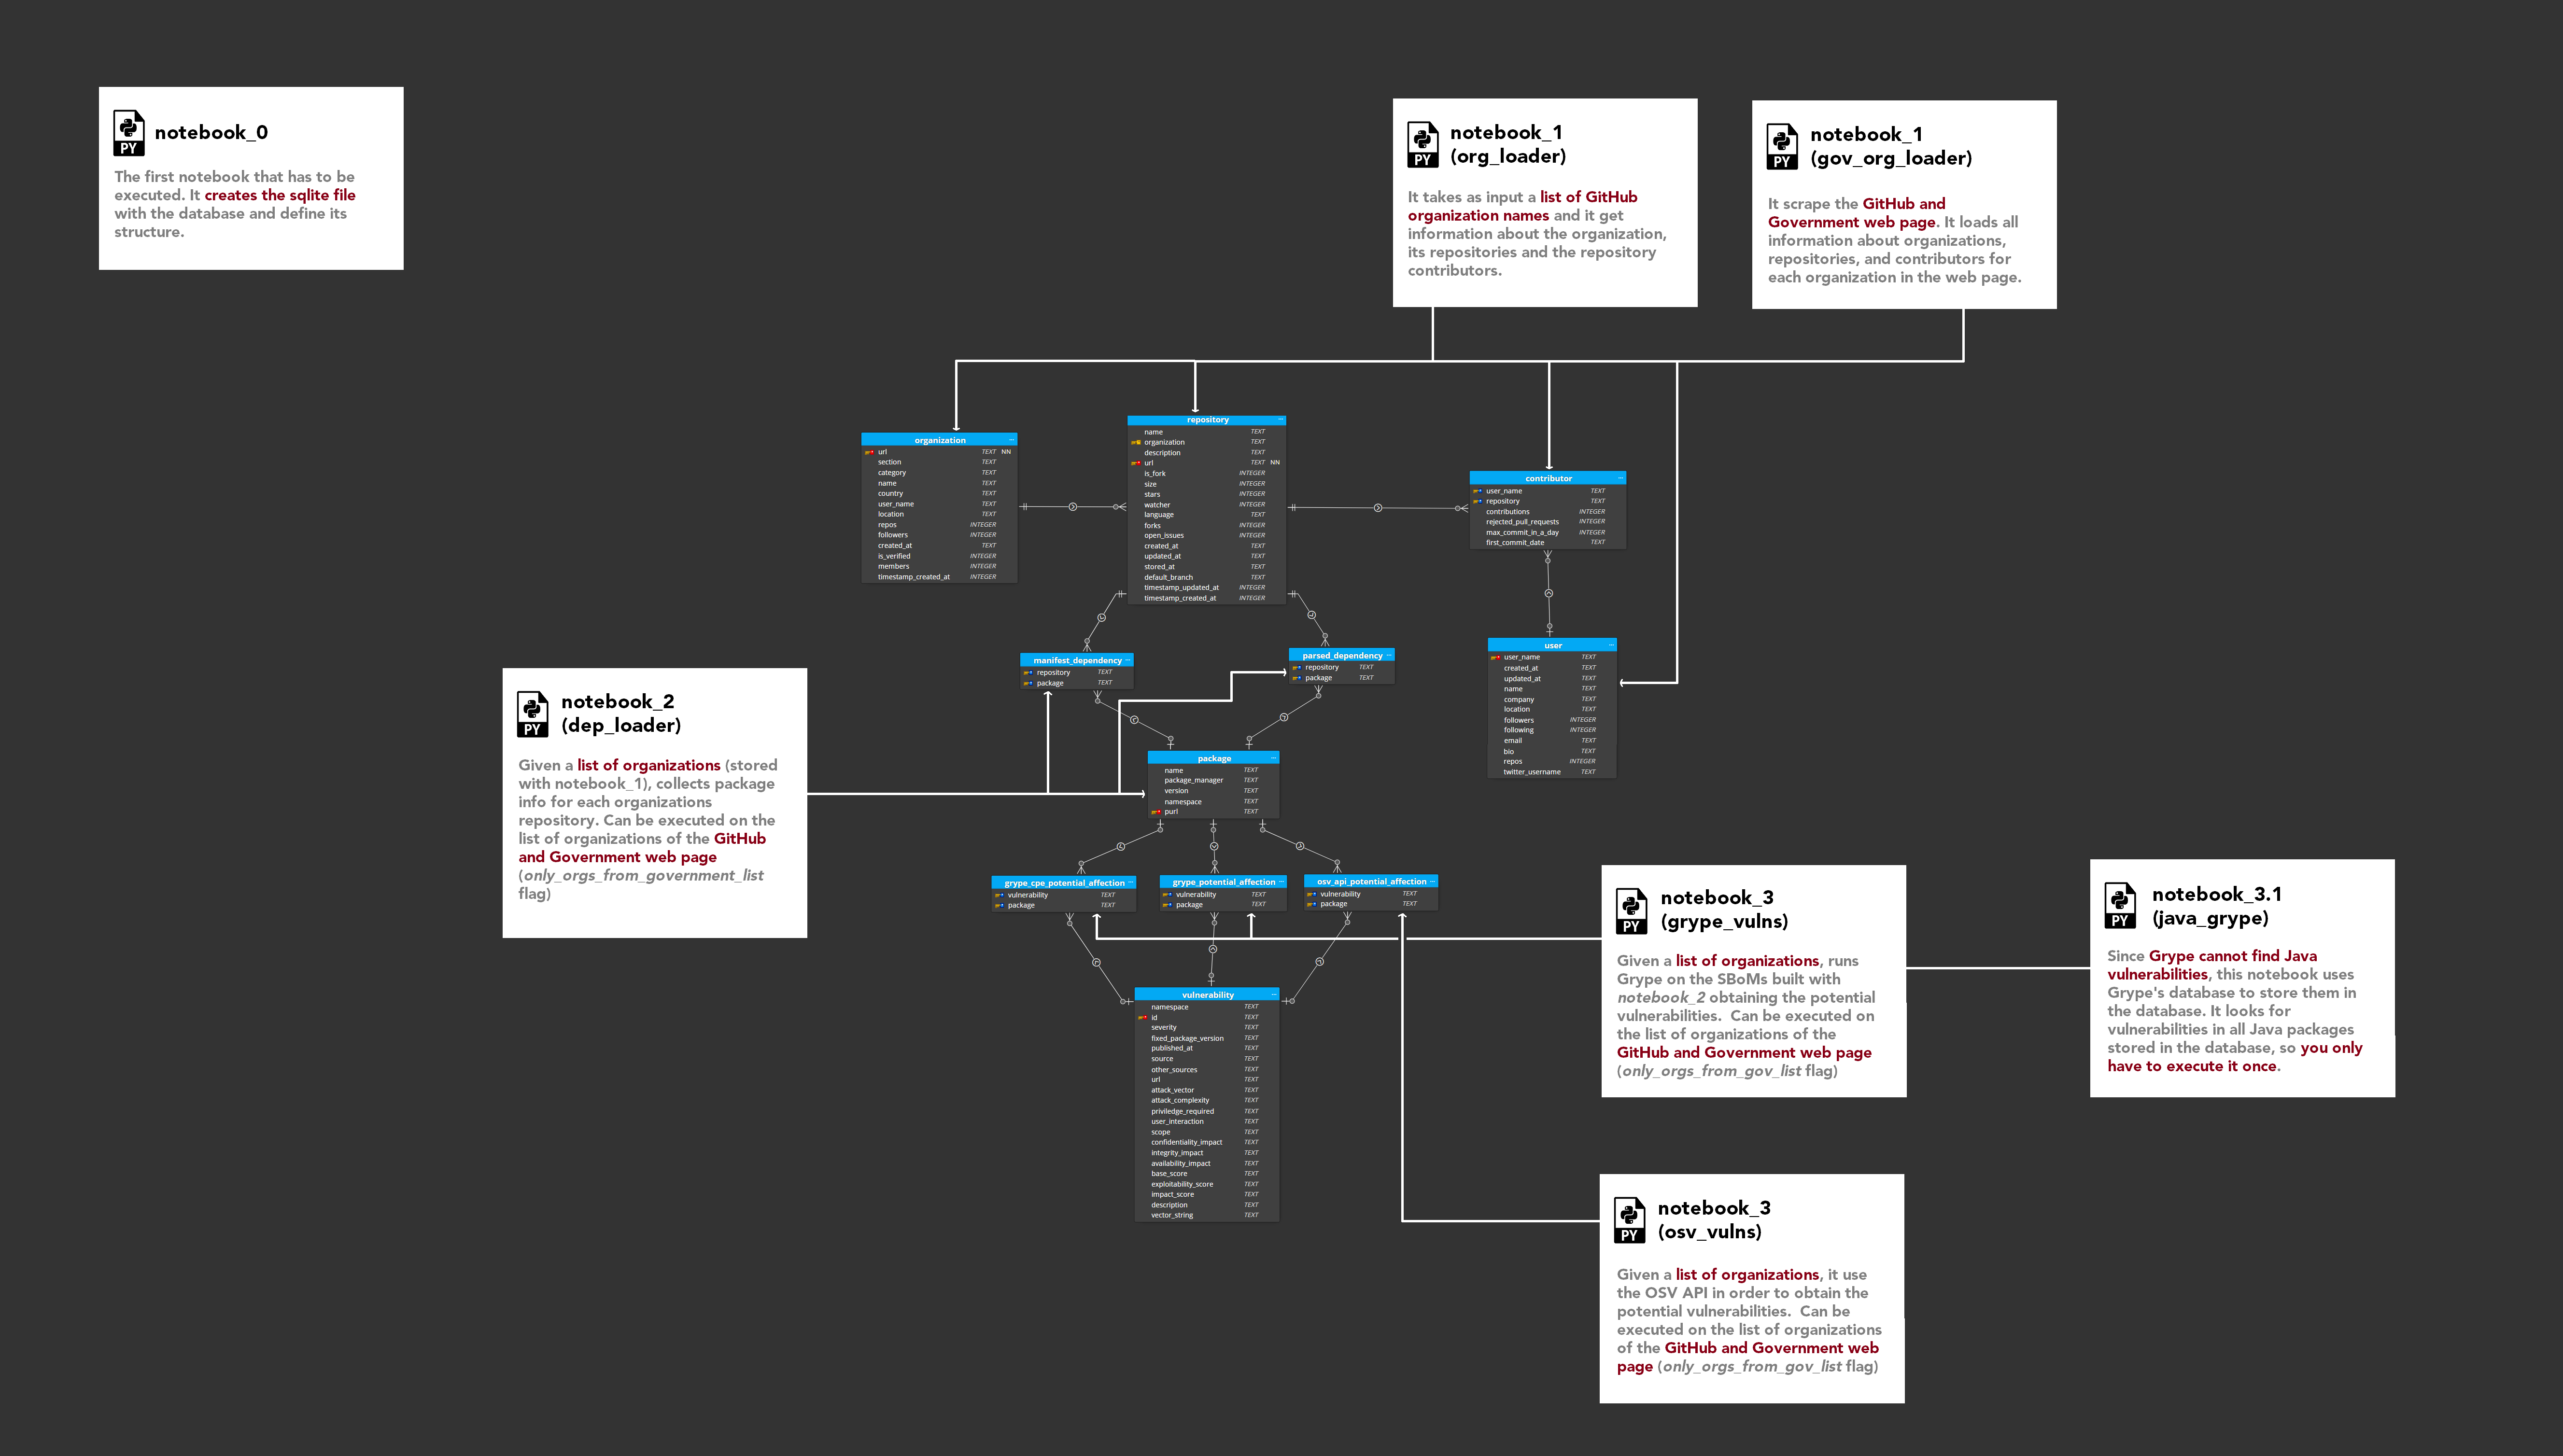 PY
notebook_0
The first notebook that has to be
executed. It creates the sqlite file
with the database and define its
structure.
PY
notebook_1
(org_loader)
It takes as input a list of GitHub
organization names and it get
information about the organization,
its repositories and the repository
contributors.
PY
notebook_1
(gov_org_loader)
It scrape the GitHub and
Government web page. It loads all
information about organizations,
repositories, and contributors for
each organization in the web page.
organization
url TEXT NN
section TEXT
category TEXT
name TEXT
country TEXT
user_name TEXT
location TEXT
repos INTEGER
followers INTEGER
created_at TEXT
is_verified INTEGER
members INTEGER
timestamp_created_at INTEGER
repository
name TEXT
organization TEXT
description TEXT
url TEXT NN
is_fork INTEGER
size INTEGER
stars INTEGER
watcher INTEGER
language TEXT
forks INTEGER
open_issues INTEGER
created_at TEXT
updated_at TEXT
stored_at TEXT
default_branch TEXT
timestamp_updated_at INTEGER
timestamp_created_at INTEGER
contributor
user_name TEXT
repository TEXT
contributions INTEGER
rejected_pull_requests INTEGER
max_commit_in_a_day INTEGER
first_commit_date TEXT
manifest_dependency
repository TEXT
package TEXT
parsed_dependency
repository TEXT
package TEXT
user
user_name TEXT
created_at TEXT
updated_at TEXT
name TEXT
company TEXT
location TEXT
followers INTEGER
following INTEGER
email TEXT
bio TEXT
repos INTEGER
twitter_username TEXT
PY
notebook_2
(dep_loader)
Given a list of organizations (stored
with notebook_1), collects package
info for each organizations
repository. Can be executed on the
list of organizations of the GitHub
and Government web page
(only_orgs_from_government_list
flag)
package
name TEXT
package_manager TEXT
version TEXT
namespace TEXT
purl TEXT
grype_cpe_potential_affection
vulnerability TEXT
package TEXT
grype_potential_affection
vulnerability TEXT
package TEXT
osv_api_potential_affection
vulnerability TEXT
package TEXT
vulnerability
namespace TEXT
id TEXT
severity TEXT
fixed_package_version TEXT
published_at TEXT
source TEXT
other_sources TEXT
url TEXT
attack_vector TEXT
attack_complexity TEXT
priviledge_required TEXT
user_interaction TEXT
scope TEXT
confidentiality_impact TEXT
integrity_impact TEXT
availability_impact TEXT
base_score TEXT
exploitability_score TEXT
impact_score TEXT
description TEXT
vector_string TEXT
PY
notebook_3
(grype_vulns)
Given a list of organizations, runs
Grype on the SBoMs built with
notebook_2 obtaining the potential
vulnerabilities. Can be executed on
the list of organizations of the
GitHub and Government web page
(only_orgs_from_gov_list flag)
PY
notebook_3.1
(java_grype)
Since Grype cannot find Java
vulnerabilities, this notebook uses
Grype's database to store them in
the database. It looks for
vulnerabilities in all Java packages
stored in the database, so you only
have to execute it once.
PY
notebook_3
(osv_vulns)
Given a list of organizations, it use
the OSV API in order to obtain the
potential vulnerabilities. Can be
executed on the list of organizations
of the GitHub and Government web
page (only_orgs_from_gov_list flag)